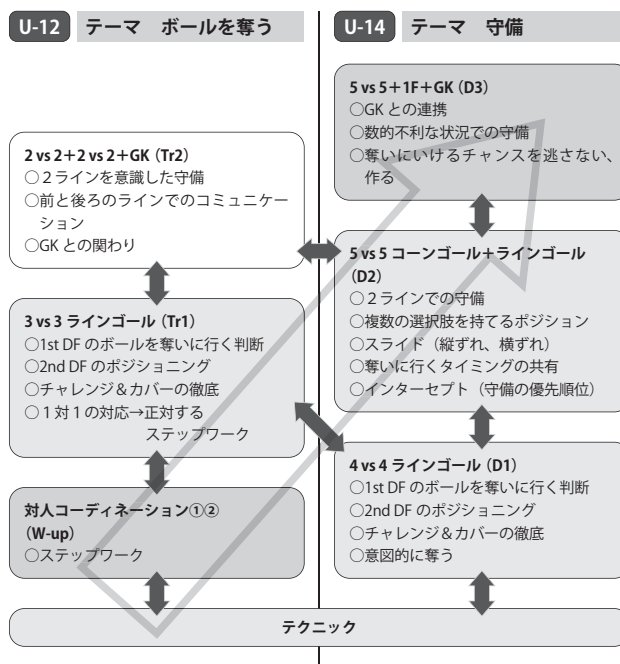 U-12 テーマ ボールを奪う
2 vs 2+2 vs 2+GK (Tr2)
○２ラインを意識した守備
○前と後ろのラインでのコミュニケー
ション
○GK との関わり
3 vs 3 ラインゴール (Tr1)
○1st DF のボールを奪いに行く判断
○2nd DF のポジショニング
○チャレンジ＆カバーの徹底
○１対１の対応→正対する
ステップワーク
対人コーディネーション①②
(W-up)
○ステップワーク
U-14 テーマ 守備
5 vs 5+1F+GK (D3)
○GK との連携
○数的不利な状況での守備
○奪いにいけるチャンスを逃さない、
作る
5 vs 5 コーンゴール＋ラインゴール
(D2)
○２ラインでの守備
○複数の選択肢を持てるポジション
○スライド（縦ずれ、横ずれ）
○奪いに行くタイミングの共有
○インターセプト（守備の優先順位）
4 vs 4 ラインゴール (D1)
○1st DF のボールを奪いに行く判断
○2nd DF のポジショニング
○チャレンジ＆カバーの徹底
○意図的に奪う
テクニック